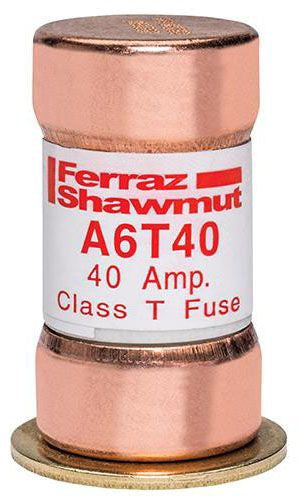 Ferraz
Shawmut
A6T40
40 Amp.
Class T Fuse